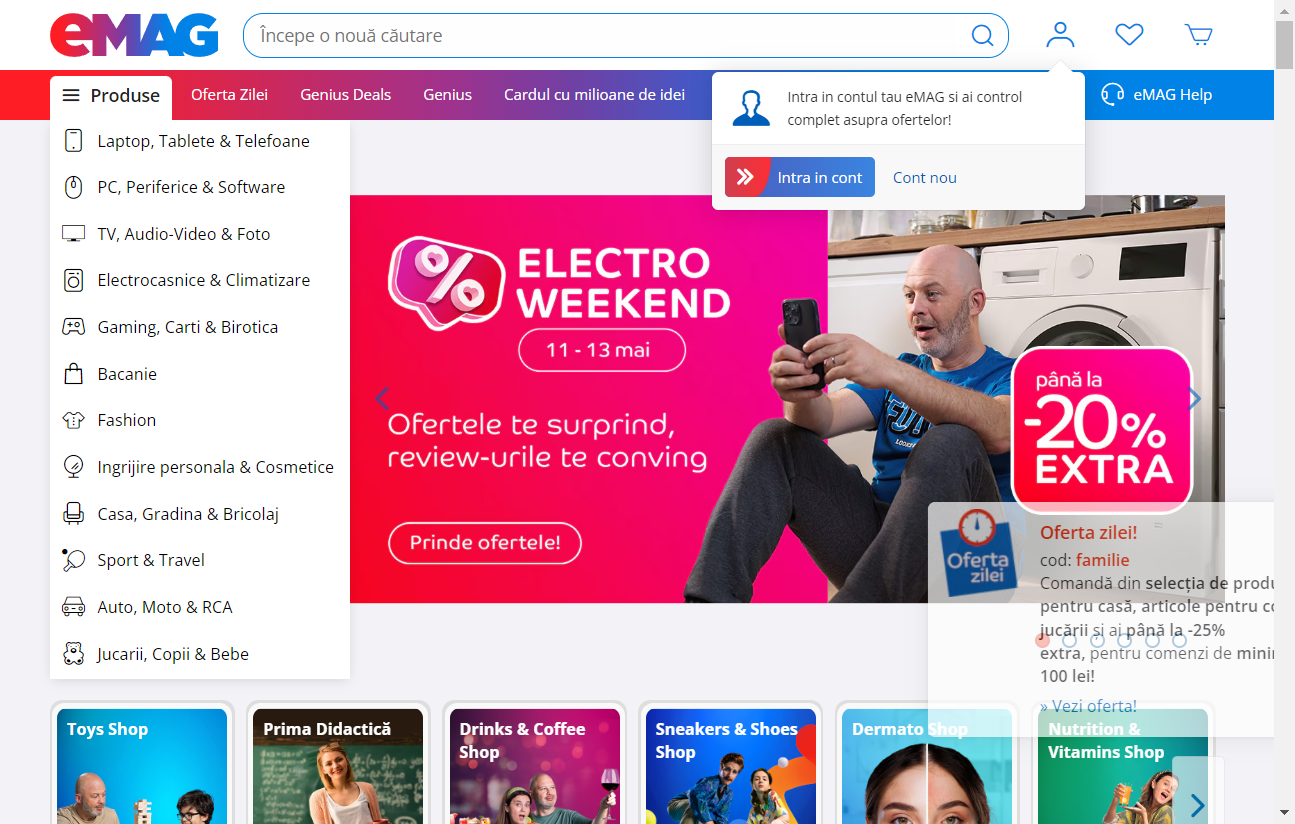 eMAG
Începe o nouă căutare
Produse
Oferta Zilei
Genius Deals
Genius
Cardul cu milioane de idei
eMAG Help
Intra in contul tau eMAG si ai control
complet asupra ofertelor!
Intra in cont
Cont nou
Laptop, Tablete & Telefoane
PC, Periferice & Software
TV, Audio-Video & Foto
Electrocasnice & Climatizare
Gaming, Carti & Birotica
Bacanie
Fashion
Ingrijire personala & Cosmetice
Casa, Gradina & Bricolaj
Sport & Travel
Auto, Moto & RCA
Jucarii, Copii & Bebe
%
ELECTRO
WEEKEND
11 - 13 mai
Ofertele te surprind,
review-urile te conving
Prinde ofertele!
până la
-20%
EXTRA
Oferta
zilei
Oferta zilei!
cod: familie
Comandă din selecția de produ
pentru casă, articole pentru co
jucării și ai până la -25%
extra, pentru comenzi de minim
100 lei!
» Vezi oferta!
Toys Shop
Prima Didactică
Drinks & Coffee
Shop
Sneakers & Shoes
Shop
Dermato Shop
Nutrition &
Vitamins Shop